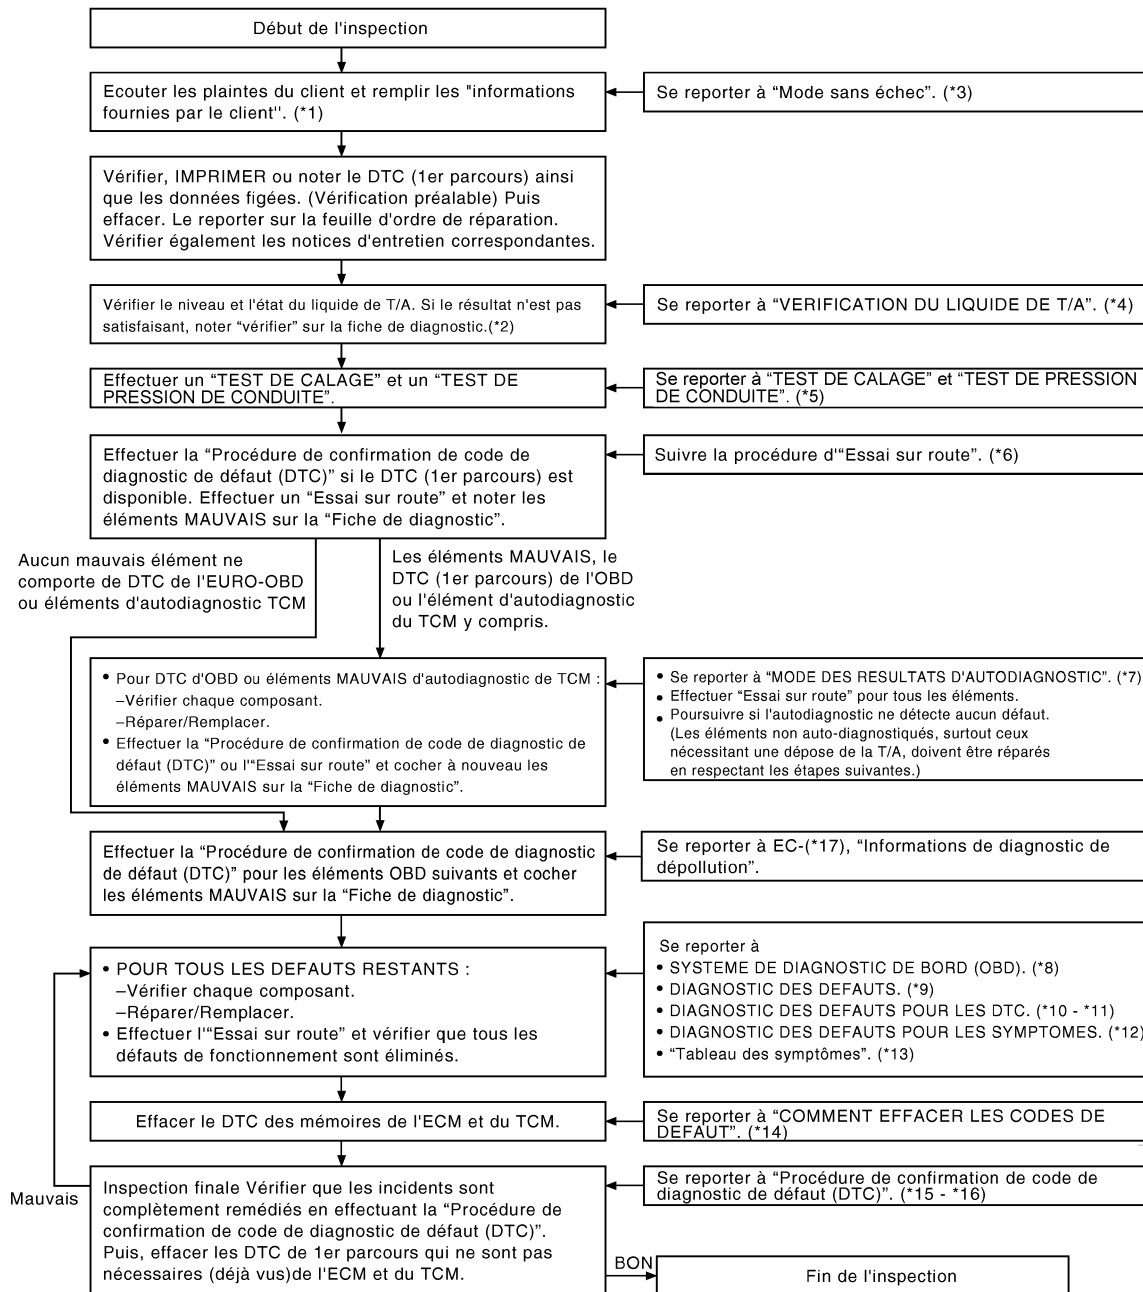 Début de l'inspection
Ecouter les plaintes du client et remplir les "informations
fournies par le client". (*1)
Se reporter à “Mode sans échec”. (*3)
Vérifier, IMPRIMER ou noter le DTC (1er parcours) ainsi
que les données figées. (Vérification préalable) Puis
effacer. Le reporter sur la feuille d'ordre de réparation.
Vérifier également les notices d'entretien correspondantes.
Vérifier le niveau et l'état du liquide de T/A. Si le résultat n'est pas
satisfaisant, noter “vérifier” sur la fiche de diagnostic.(*2)
Se reporter à “VERIFICATION DU LIQUIDE DE T/A”. (*4)
Effectuer un “TEST DE CALAGE” et un “TEST DE
PRESSION DE CONDUITE”.
Se reporter à “TEST DE CALAGE” et “TEST DE PRESSION
DE CONDUITE”. (*5)
Effectuer la “Procédure de confirmation de code de
diagnostic de défaut (DTC)” si le DTC (1er parcours) est
disponible. Effectuer un “Essai sur route” et noter les
éléments MAUVAIS sur la “Fiche de diagnostic”.
Suivre la procédure d'“Essai sur route”. (*6)
Aucun mauvais élément ne
comporte de DTC de l'EURO-OBD
ou éléments d'autodiagnostic TCM
Les éléments MAUVAIS, le
DTC (1er parcours) de l'OBD
ou l'élément d'autodiagnostic
du TCM y compris.
• Pour DTC d'OBD ou éléments MAUVAIS d'autodiagnostic de TCM :
–Vérifier chaque composant.
–Réparer/Remplacer.
• Effectuer la “Procédure de confirmation de code de diagnostic de
défaut (DTC)” ou l'“Essai sur route” et cocher à nouveau les
éléments MAUVAIS sur la “Fiche de diagnostic”.
• Se reporter à “MODE DES RESULTATS D'AUTODIAGNOSTIC”. (*7)
• Effectuer “Essai sur route” pour tous les éléments.
• Poursuivre si l'autodiagnostic ne détecte aucun défaut.
(Les éléments non auto-diagnostiqués, surtout ceux
nécessitant une dépose de la T/A, doivent être réparés
en respectant les étapes suivantes.)
Effectuer la “Procédure de confirmation de code de diagnostic
de défaut (DTC)” pour les éléments OBD suivants et cocher
les éléments MAUVAIS sur la “Fiche de diagnostic”.
Se reporter à EC-(*17), “Informations de diagnostic de
dépollution”.
• POUR TOUS LES DEFAUTS RESTANTS :
–Vérifier chaque composant.
–Réparer/Remplacer.
• Effectuer l'“Essai sur route” et vérifier que tous les
défauts de fonctionnement sont éliminés.
Se reporter à
• SYSTEME DE DIAGNOSTIC DE BORD (OBD). (*8)
• DIAGNOSTIC DES DEFAUTS. (*9)
• DIAGNOSTIC DES DEFAUTS POUR LES DTC. (*10 - *11)
• DIAGNOSTIC DES DEFAUTS POUR LES SYMPTOMES. (*12)
• “Tableau des symptômes”. (*13)
Effacer le DTC des mémoires de l'ECM et du TCM.
Se reporter à “COMMENT EFFACER LES CODES DE
DEFAUT”. (*14)
Mauvais
Inspection finale Vérifier que les incidents sont
complètement remédiés en effectuant la “Procédure de
confirmation de code de diagnostic de défaut (DTC)”.
Puis, effacer les DTC de 1er parcours qui ne sont pas
nécessaires (déjà vus)de l'ECM et du TCM.
Se reporter à “Procédure de confirmation de code de
diagnostic de défaut (DTC)”. (*15 - *16)
BON
Fin de l'inspection